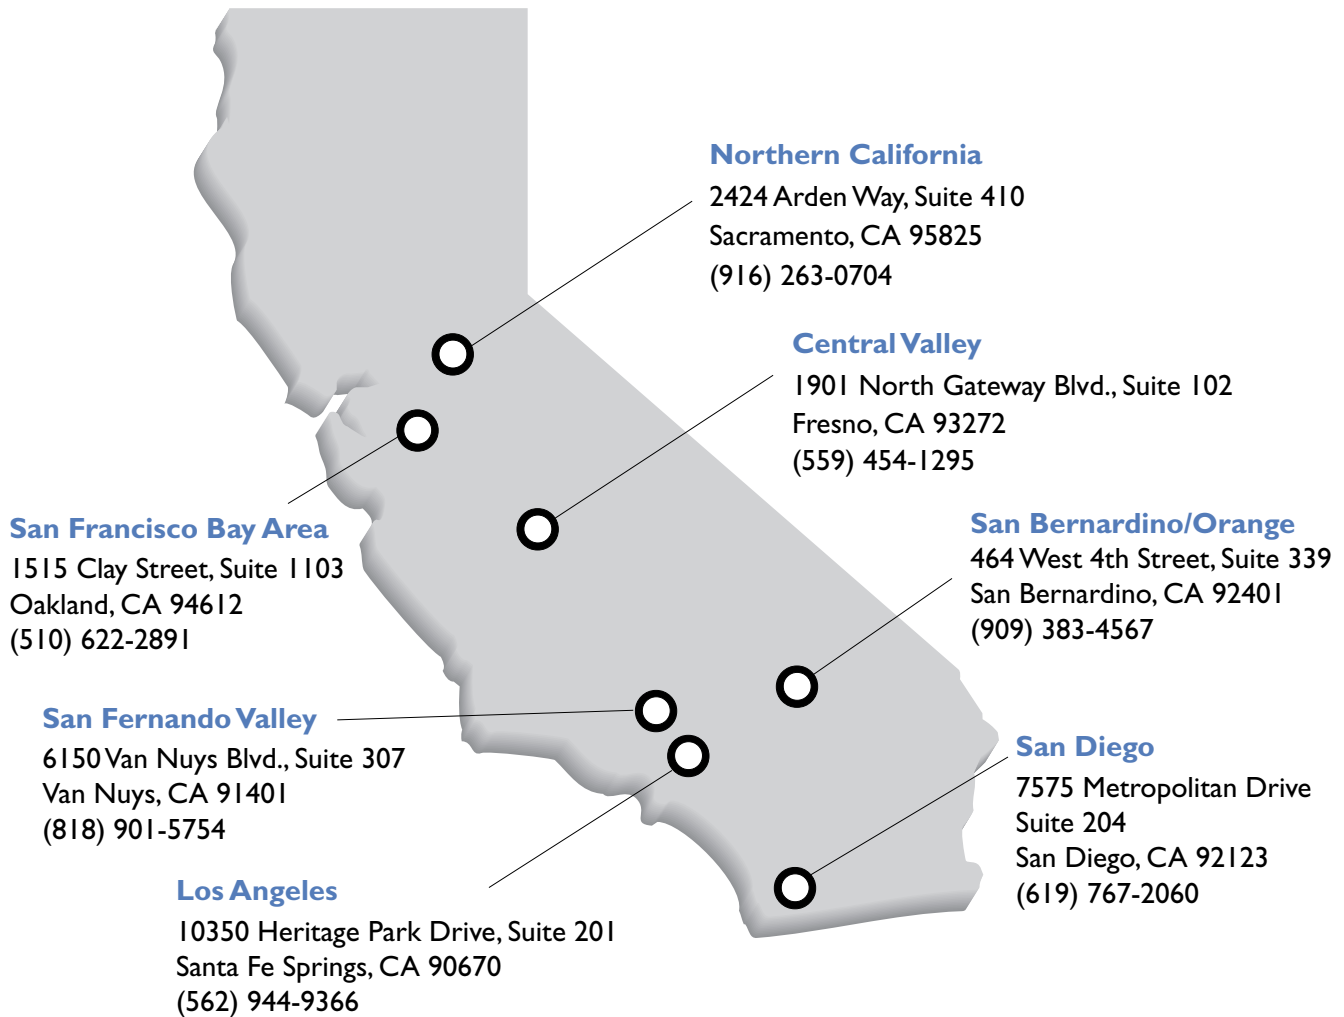 Northern California
2424 Arden Way, Suite 410
Sacramento, CA 95825
(916) 263-0704
Central Valley
1901 North Gateway Blvd., Suite 102
Fresno, CA 93272
(559) 454-1295
San Francisco Bay Area
1515 Clay Street, Suite 1103
Oakland, CA 94612
(510) 622-2891
San Bernardino/Orange
464 West 4th Street, Suite 339
San Bernardino, CA 92401
(909) 383-4567
San Fernando Valley
6150 Van Nuys Blvd., Suite 307
Van Nuys, CA 91401
(818) 901-5754
San Diego
7575 Metropolitan Drive
Suite 204
San Diego, CA 92123
(619) 767-2060
Los Angeles
10350 Heritage Park Drive, Suite 201
Santa Fe Springs, CA 90670
(562) 944-9366